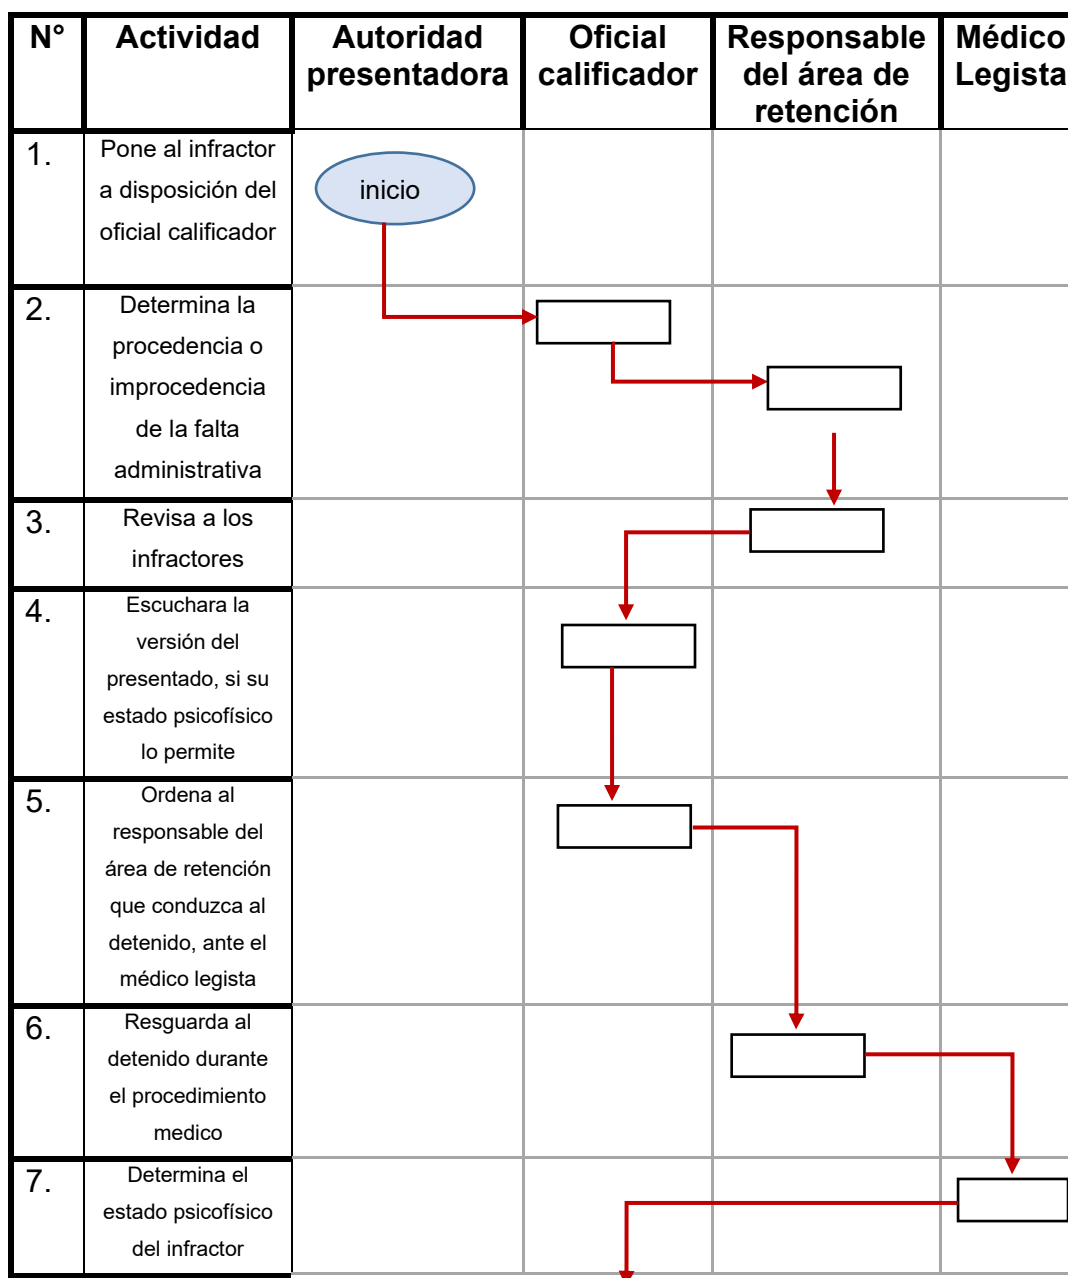 N°
Actividad
Autoridad
presentadora
Oficial
calificador
Responsable
del área de
retención
Médico
Legista
1.
Pone al infractor
a disposición del
oficial calificador
inicio
2.
Determina la
procedencia o
improcedencia
de la falta
administrativa
3.
Revisa a los
infractores
4.
Escuchara la
versión del
presentado, si su
estado psicofísico
lo permite
5.
Ordena al
responsable del
área de retención
que conduzca al
detenido, ante el
médico legista
6.
Resguarda al
detenido durante
el procedimiento
medico
7.
Determina el
estado psicofísico
del infractor